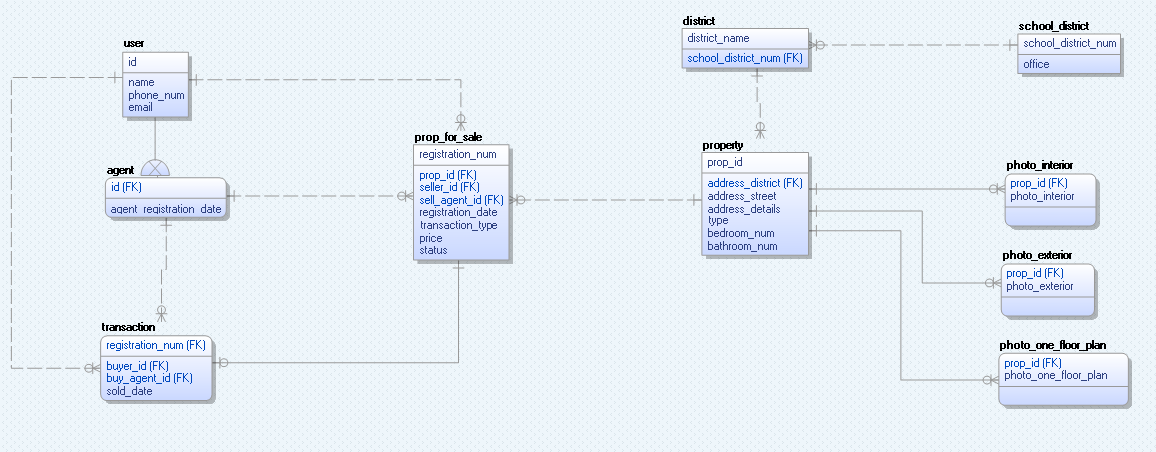 user
id
name
phone_num
email
agent
id (FK)
agent_registration_date
transaction
registration_num (FK)
buyer_id (FK)
buy_agent_id (FK)
sold_date
prop_for_sale
registration_num
prop_id (FK)
seller_id (FK)
sell_agent_id (FK)
registration_date
transaction_type
price
status
district
district_name
school_district_num (FK)
school_district
school_district_num
office
property
prop_id
address_district (FK)
address_street
address_details
type
bedroom_num
bathroom_num
photo_interior
prop_id (FK)
photo_interior
photo_exterior
prop_id (FK)
photo_exterior
photo_one_floor_plan
prop_id (FK)
photo_one_floor_plan